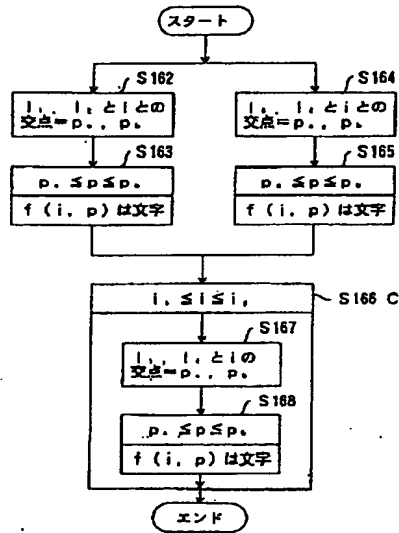 スタート
S162
S164
とiとの
交点=p
とiとの
交点=p
S163
S165
p ≤p≤p
p ≤p≤p
f(i, p)は文字
f(i, p)は文字
i ≤i≤i
S166 C
S167
とiの
交点=p
S168
p ≤p≤p
f(i, p)は文字
エンド